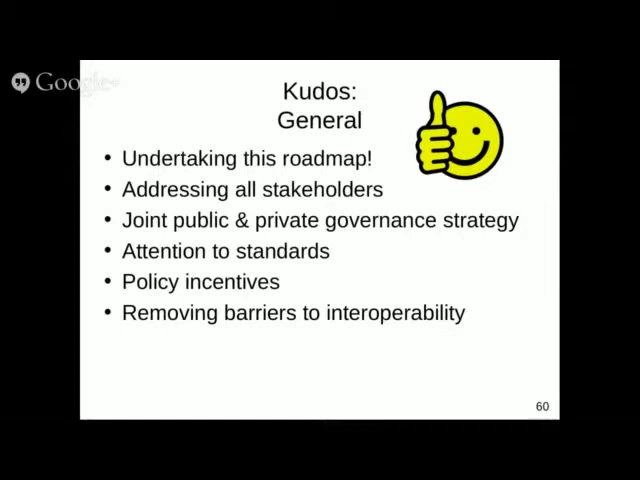 Google+
Kudos:
General
• Undertaking this roadmap!
• Addressing all stakeholders
• Joint public & private governance strategy
• Attention to standards
• Policy incentives
• Removing barriers to interoperability
60